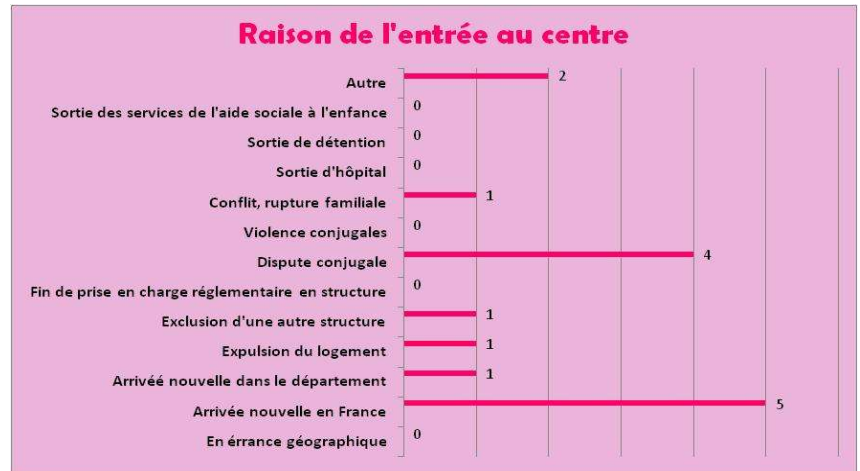 Raison de l'entrée au centre
Autre 2
Sortie des services de l'aide sociale à l'enfance 0
Sortie de détention 0
Sortie d'hôpital 0
Conflit, rupture familiale 1
Violence conjugales 0
Dispute conjugale 4
Fin de prise en charge réglementaire en structure 0
Exclusion d'une autre structure 1
Expulsion du logement 1
Arrivéé nouvelle dans le département 1
Arrivée nouvelle en France 5
En érrance géographique 0